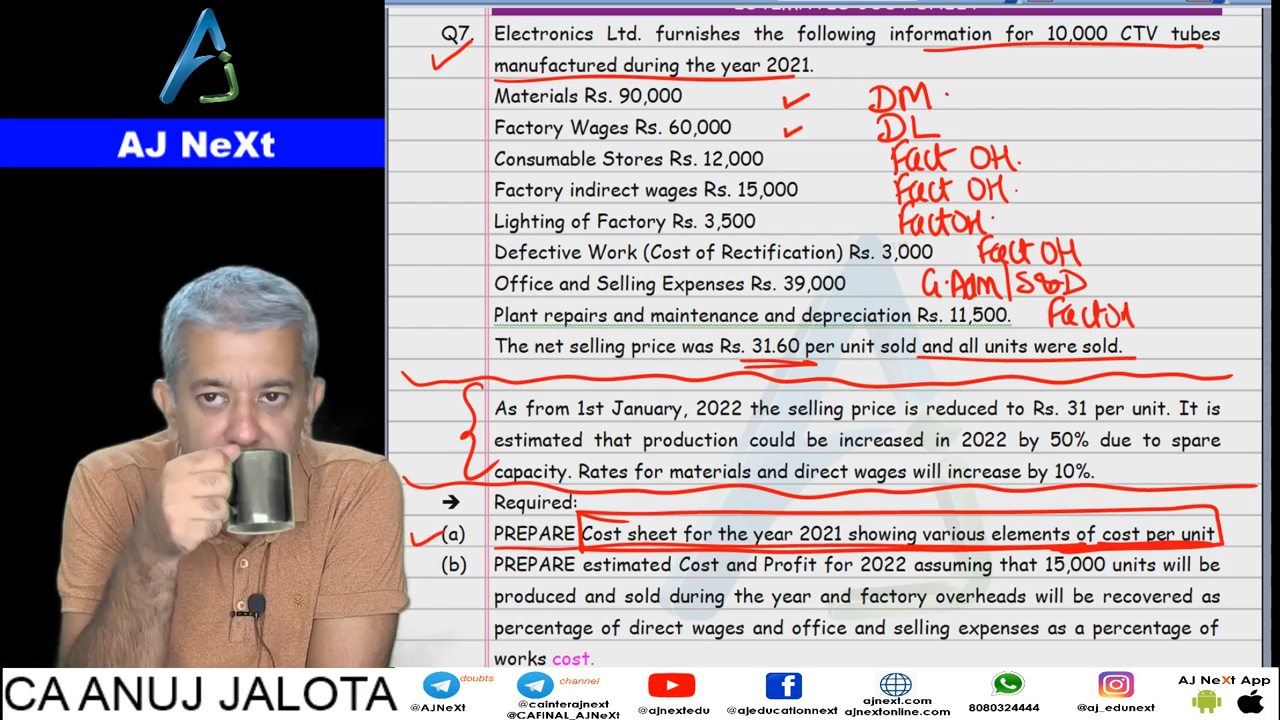 ESTIMATED COST SHEET
Q7. Electronics Ltd. furnishes the following information for 10,000 CTV tubes
manufactured during the year 2021.
Materials Rs. 90,000 DM.
Factory Wages Rs. 60,000 DL
Consumable Stores Rs. 12,000 Fact OH.
Factory indirect wages Rs. 15,000 Fact OH.
Lighting of Factory Rs. 3,500 Fact OH.
Defective Work (Cost of Rectification) Rs. 3,000 Fact OH
Office and Selling Expenses Rs. 39,000 G.Adm/S&D
Plant repairs and maintenance and depreciation Rs. 11,500. Fact OH
The net selling price was Rs. 31.60 per unit sold and all units were sold.
As from 1st January, 2022 the selling price is reduced to Rs. 31 per unit. It is
estimated that production could be increased in 2022 by 50% due to spare
capacity. Rates for materials and direct wages will increase by 10%.
→ Required:
(a) PREPARE Cost sheet for the year 2021 showing various elements of cost per unit
(b) PREPARE estimated Cost and Profit for 2022 assuming that 15,000 units will be
produced and sold during the year and factory overheads will be recovered as
percentage of direct wages and office and selling expenses as a percentage of
works cost.
AJ
AJ NeXt
CA ANUJ JALOTA
doubts
@AJNeXt
channel
@cainterajnext
@CAFINAL_AJNeXt
@ajnextedu
@ajeducationnext
ajnext.com
ajnextonline.com
8080324444
@aj_edunext
AJ NeXt App